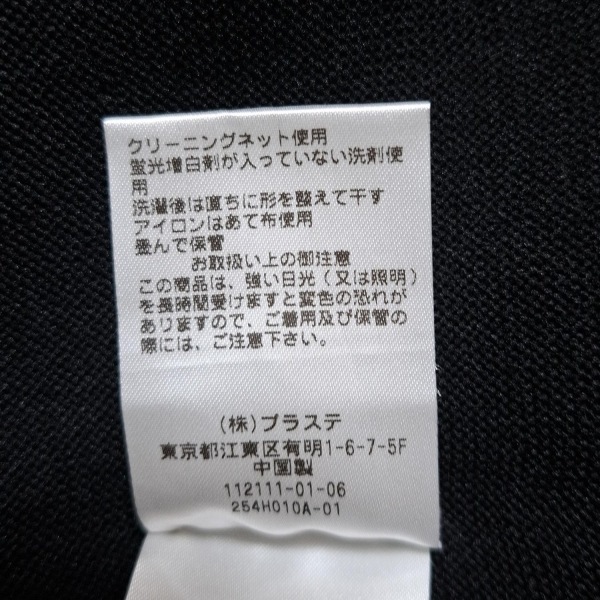 クリーニングネット使用
蛍光増白剤が入っていない洗剤使
用
洗濯後は直ちに形を整えて干す
アイロンはあて布使用
畳んで保管
お取扱い上の御注意
この商品は、強い日光（又は照明）
を長時間受けますと変色の恐れが
ありますので、ご着用及び保管の
際には、ご注意下さい。
（株）プラステ
東京都江東区有明1-6-7-5F
中国製
112111-01-06
254H010A-01